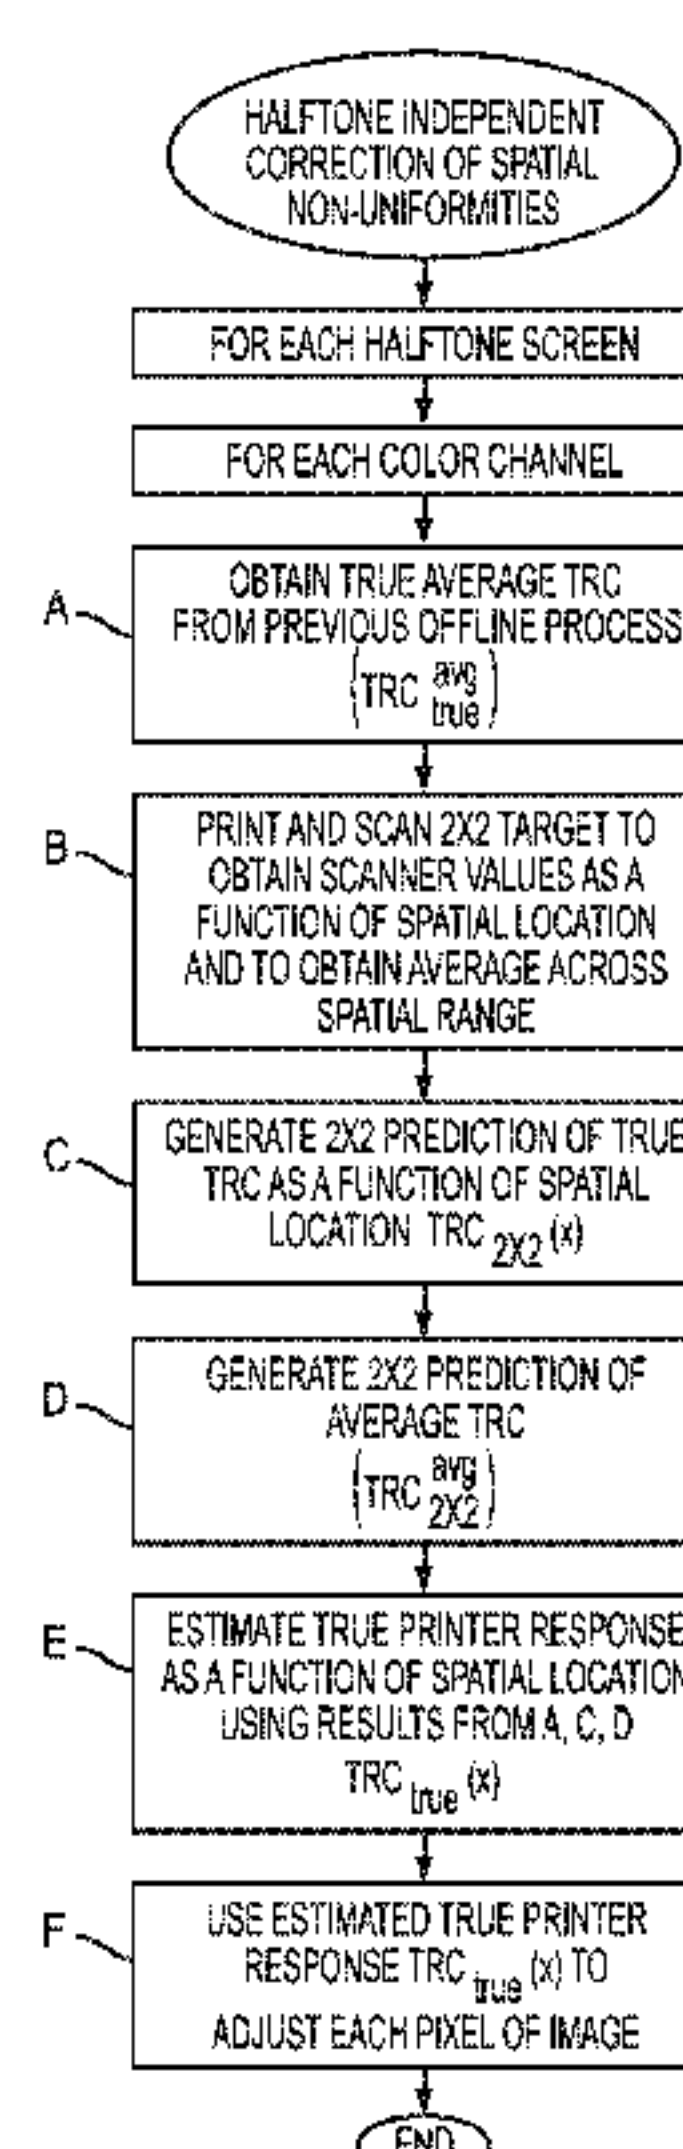 HALFTONE INDEPENDENT
CORRECTION OF SPATIAL
NON-UNIFORMITIES
FOR EACH HALFTONE SCREEN
FOR EACH COLOR CHANNEL
A
OBTAIN TRUE AVERAGE TRC
FROM PREVIOUS OFFLINE PROCESS
(TRC avg true)
B
PRINT AND SCAN 2X2 TARGET TO
OBTAIN SCANNER VALUES AS A
FUNCTION OF SPATIAL LOCATION
AND TO OBTAIN AVERAGE ACROSS
SPATIAL RANGE
C
GENERATE 2X2 PREDICTION OF TRUE
TRC AS A FUNCTION OF SPATIAL
LOCATION TRC 2X2 (x)
D
GENERATE 2X2 PREDICTION OF
AVERAGE TRC
(TRC avg 2X2)
E
ESTIMATE TRUE PRINTER RESPONSE
AS A FUNCTION OF SPATIAL LOCATION
USING RESULTS FROM A, C, D
TRC true (x)
F
USE ESTIMATED TRUE PRINTER
RESPONSE TRC true (x) TO
ADJUST EACH PIXEL OF IMAGE
END